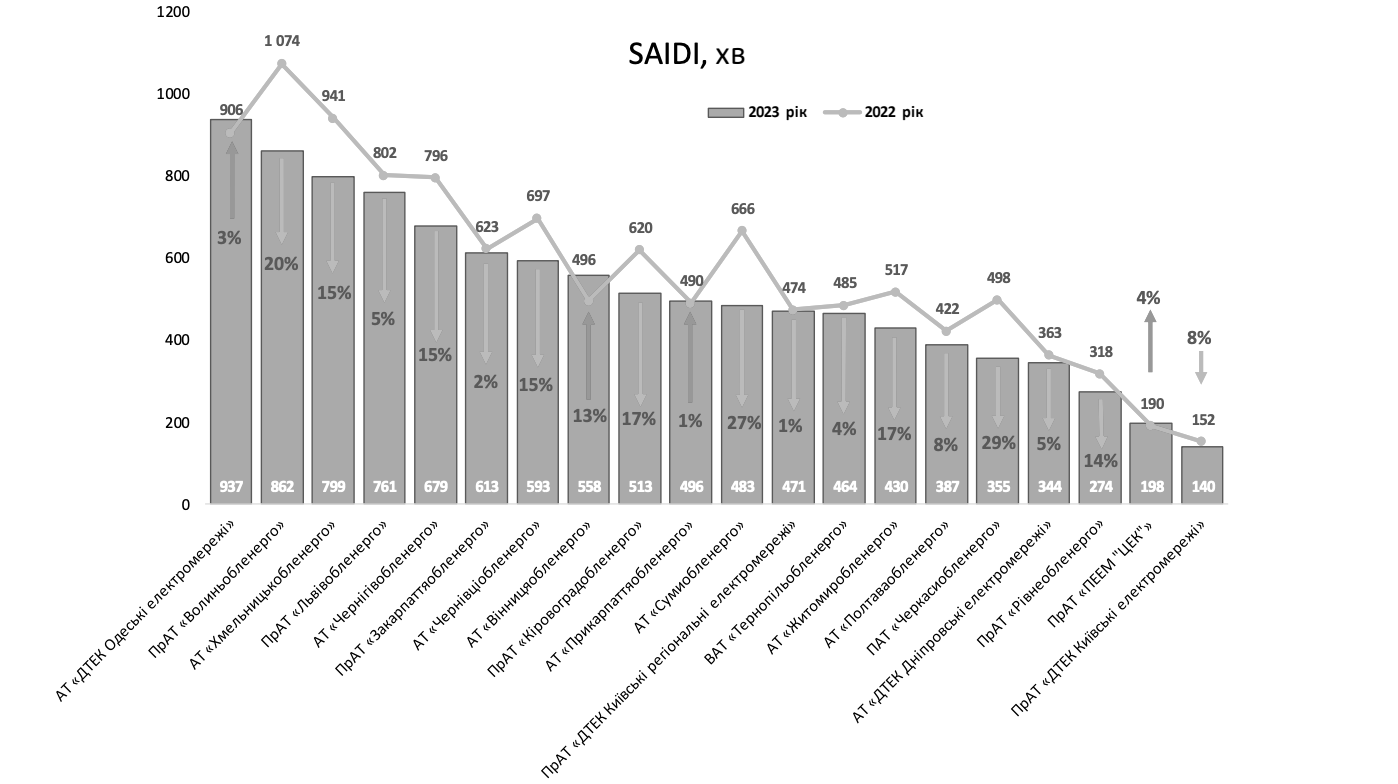 SAIDI, хв
2023 рік
2022 рік
1200
1000
800
600
400
200
0
906
1 074
941
802
796
623
697
496
620
490
666
474
485
517
422
498
363
318
190
152
3%
20%
15%
5%
15%
2%
15%
13%
17%
1%
27%
1%
4%
17%
8%
29%
5%
14%
4%
8%
937
862
799
761
679
613
593
558
513
496
483
471
464
430
387
355
344
274
198
140
АТ «ДТЕК Одеські електромережі»
ПрАТ «Волиньобленерго»
АТ «Хмельницькобленерго»
ПрАТ «Львівобленерго»
АТ «Чернігівобленерго»
ПрАТ «Закарпаттяобленерго»
АТ «Чернівціобленерго»
АТ «Вінницяобленерго»
ПрАТ «Кіровоградобленерго»
АТ «Прикарпаттяобленерго»
АТ «Сумиобленерго»
ПрАТ «ДТЕК Київські регіональні електромережі»
ВАТ «Тернопільобленерго»
АТ «Житомиробленерго»
АТ «Полтаваобленерго»
ПАТ «Черкасиобленерго»
АТ «ДТЕК Дніпровські електромережі»
ПрАТ «Рівнеобленерго»
ПрАТ «ПЕЕМ "ЦЕК"»
ПрАТ «ДТЕК Київські електромережі»